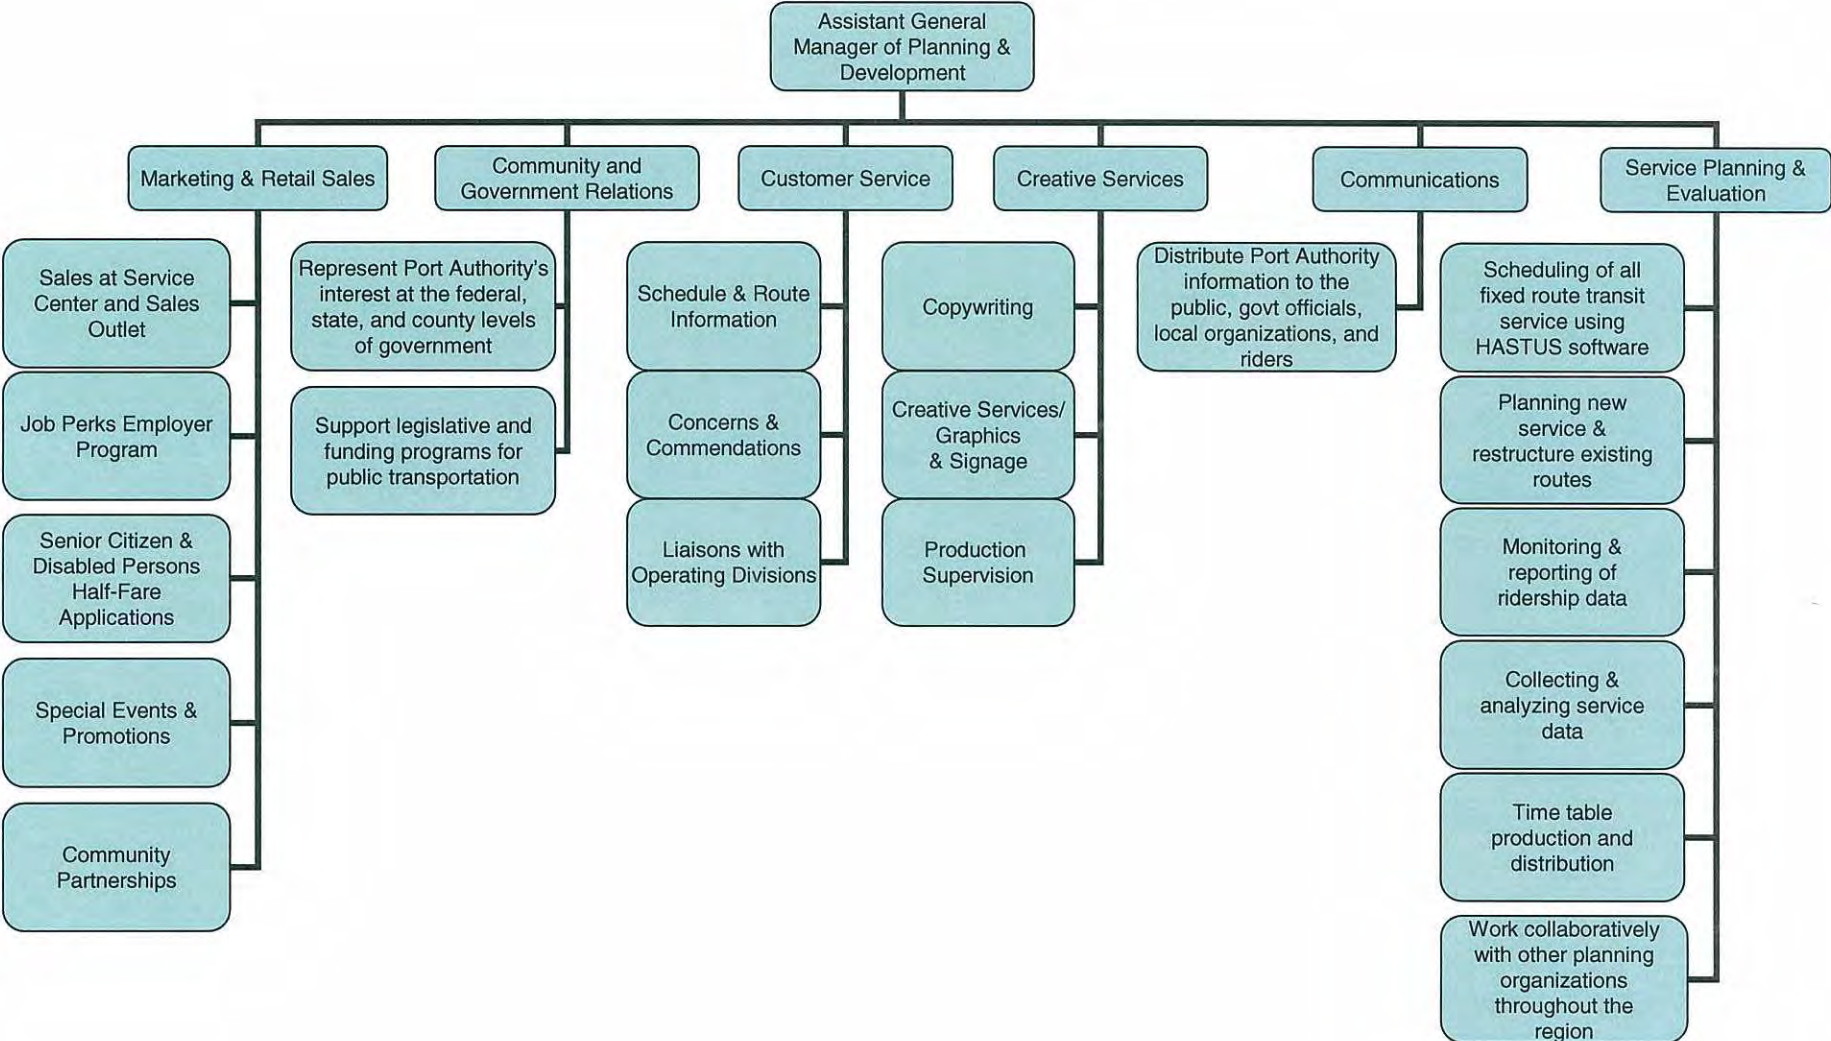 Assistant General
Manager of Planning &
Development
Marketing & Retail Sales
Community and
Government Relations
Customer Service
Creative Services
Communications
Service Planning &
Evaluation
Sales at Service
Center and Sales
Outlet
Job Perks Employer
Program
Senior Citizen &
Disabled Persons
Half-Fare
Applications
Special Events &
Promotions
Community
Partnerships
Represent Port Authority's
interest at the federal,
state, and county levels
of government
Support legislative and
funding programs for
public transportation
Schedule & Route
Information
Concerns &
Commendations
Liaisons with
Operating Divisions
Copywriting
Creative Services/
Graphics
& Signage
Production
Supervision
Distribute Port Authority
information to the
public, govt officials,
local organizations, and
riders
Scheduling of all
fixed route transit
service using
HASTUS software
Planning new
service &
restructure existing
routes
Monitoring &
reporting of
ridership data
Collecting &
analyzing service
data
Time table
production and
distribution
Work collaboratively
with other planning
organizations
throughout the
region